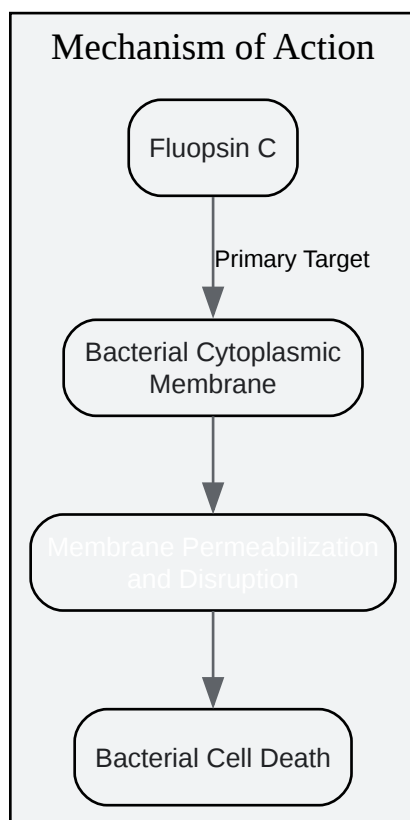 Mechanism of Action
Fluopsin C
Primary Target
Bacterial Cytoplasmic
Membrane
Membrane Permeabilization
and Disruption
Bacterial Cell Death